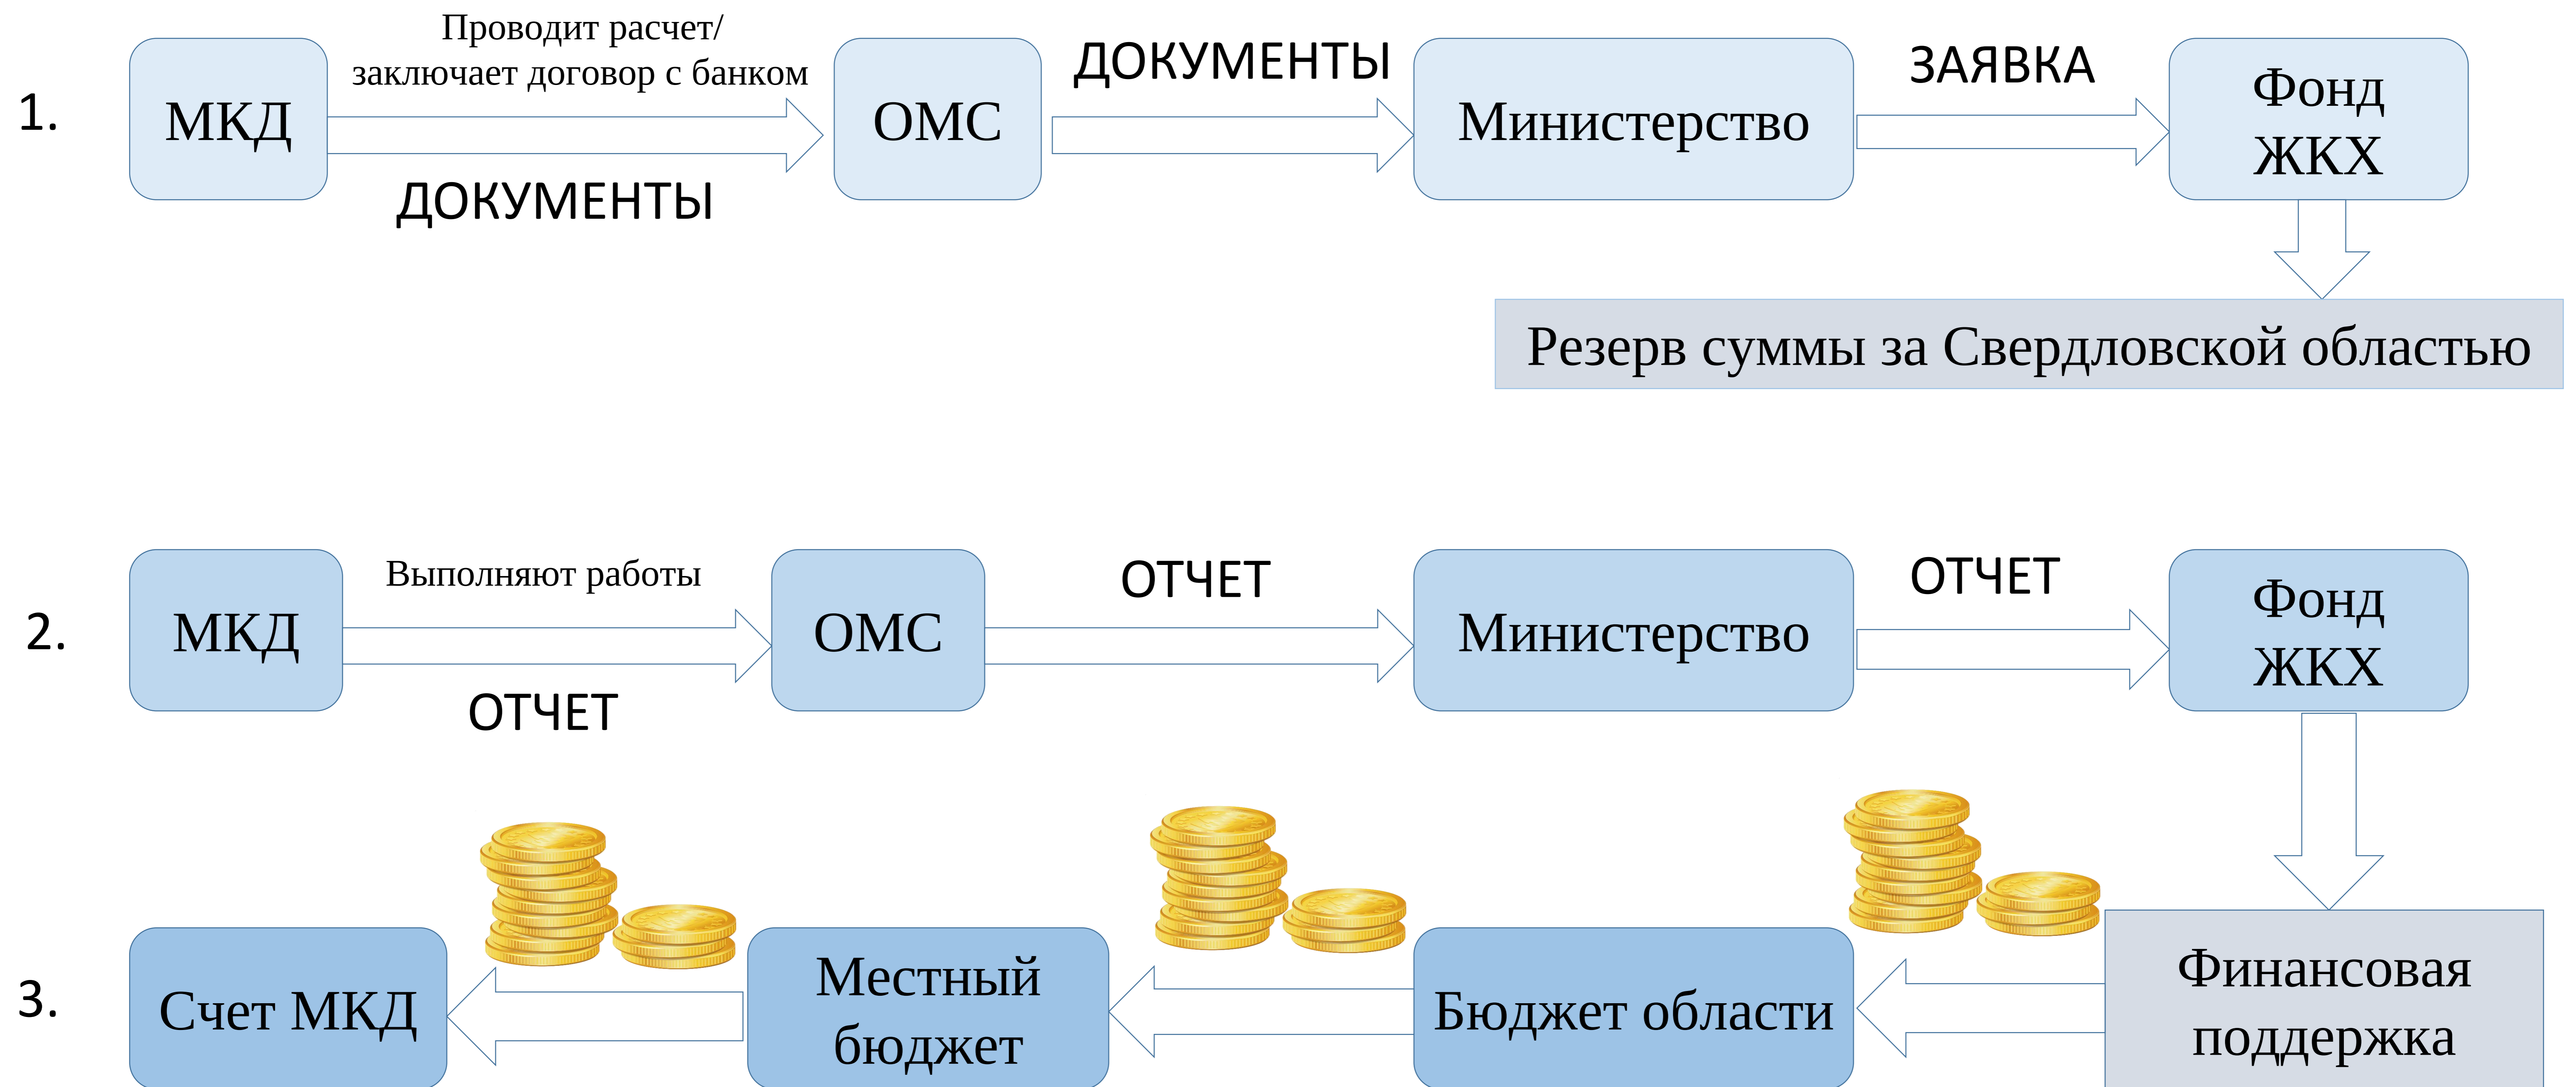 1.
МКД
Проводит расчет/
заключает договор с банком
ДОКУМЕНТЫ
ОМС
ДОКУМЕНТЫ
Министерство
ЗАЯВКА
Фонд
ЖКХ
Резерв суммы за Свердловской областью
2.
МКД
Выполняют работы
ОТЧЕТ
ОМС
ОТЧЕТ
Министерство
ОТЧЕТ
Фонд
ЖКХ
3.
Счет МКД
Местный
бюджет
Бюджет области
Финансовая
поддержка